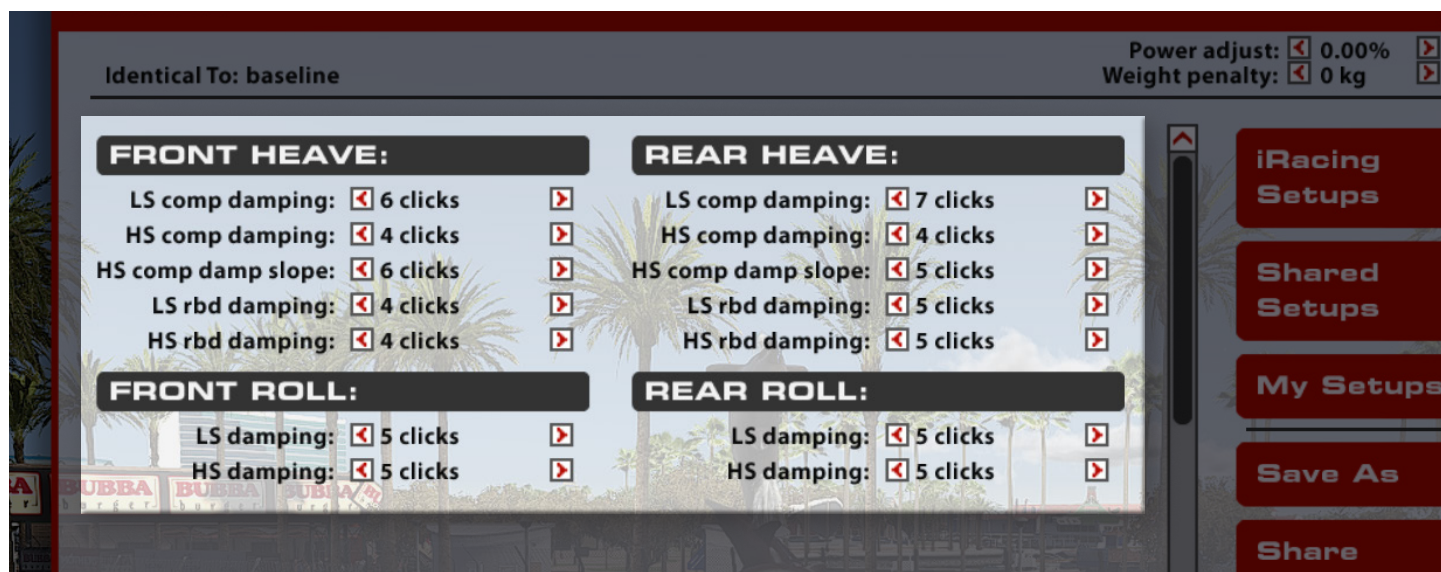 Power adjust: 0.00%
Identical To: baseline
Weight penalty: 0 kg
FRONT HEAVE:
LS comp damping: 6 clicks
HS comp damping: 4 clicks
HS comp damp slope: 6 clicks
LS rbd damping: 4 clicks
HS rbd damping: 4 clicks
REAR HEAVE:
LS comp damping: 7 clicks
HS comp damping: 4 clicks
HS comp damp slope: 5 clicks
LS rbd damping: 5 clicks
HS rbd damping: 5 clicks
FRONT ROLL:
LS damping: 5 clicks
HS damping: 5 clicks
REAR ROLL:
LS damping: 5 clicks
HS damping: 5 clicks
iRacing
Setups
Shared
Setups
My Setups
Save As
Share
BUBBA BUBBA BUBBA
burger burger burger